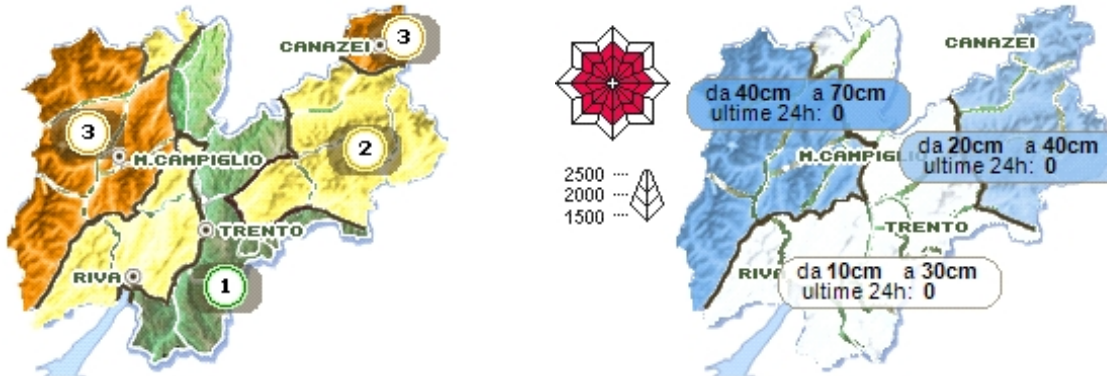 CANAZEI
3
3
M.CAMPIGLIO
2
TRENTO
RIVA
1
2500
2000
1500
CANAZEI
da 40cm a 70cm
ultime 24h: 0
M.CAMPIGLIO
da 20cm a 40cm
ultime 24h: 0
TRENTO
RIVA
da 10cm a 30cm
ultime 24h: 0